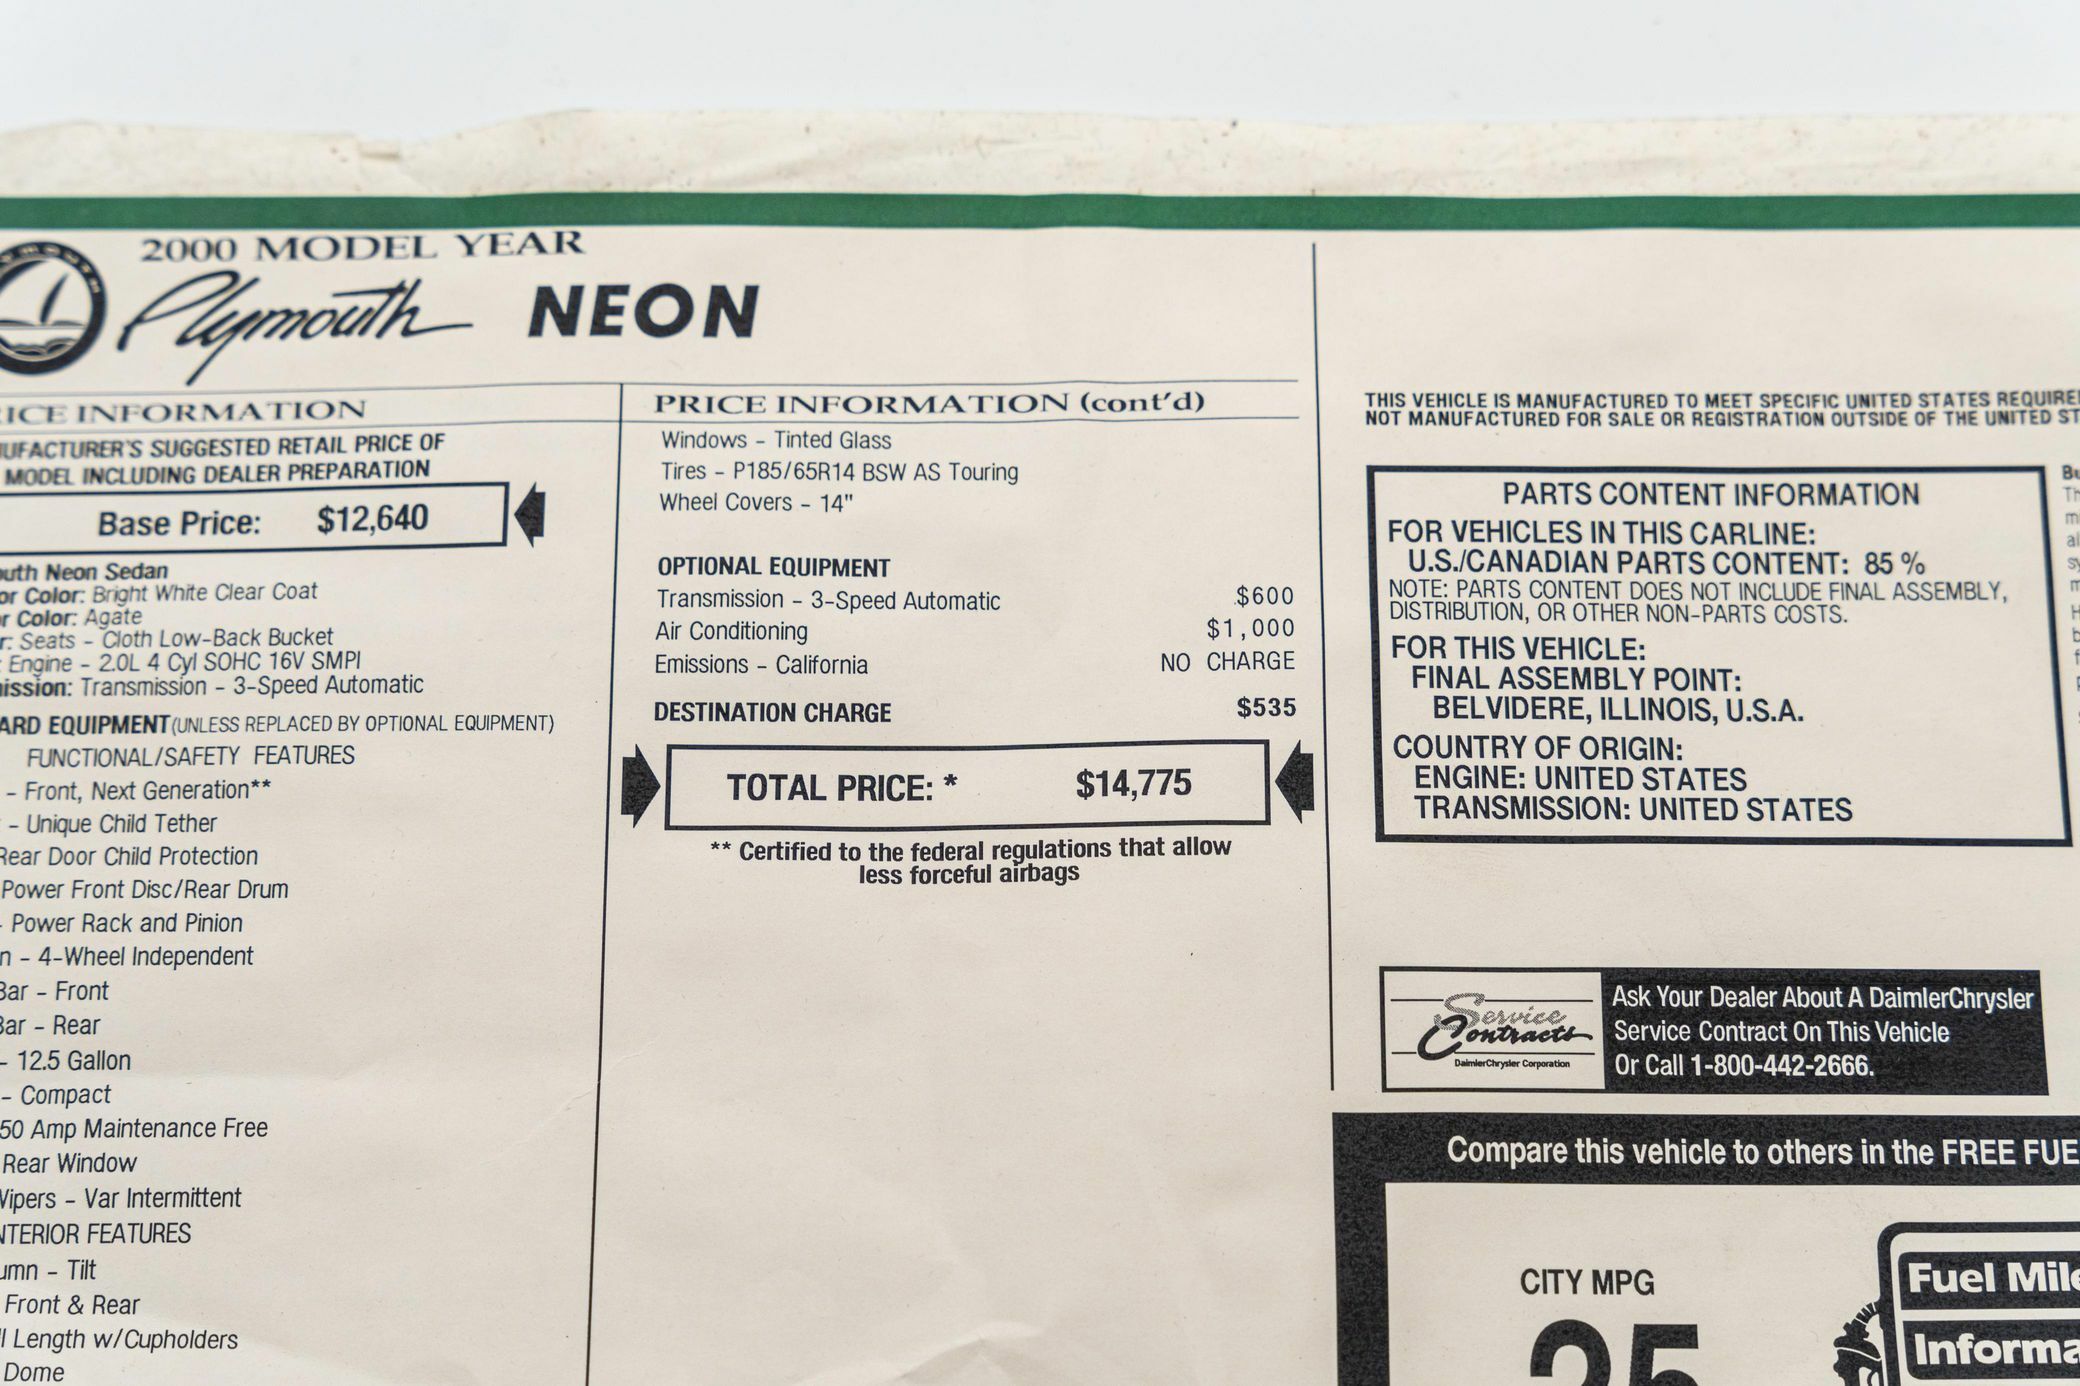 2000 MODEL YEAR
Plymouth NEON
ICE INFORMATION
UFACTURER'S SUGGESTED RETAIL PRICE OF
MODEL INCLUDING DEALER PREPARATION
Base Price: $12,640
outh Neon Sedan
or Color: Bright White Clear Coat
r Color: Agate
r: Seats - Cloth Low-Back Bucket
: Engine - 2.0L 4 Cyl SOHC 16V SMPI
ission: Transmission - 3-Speed Automatic
ARD EQUIPMENT (UNLESS REPLACED BY OPTIONAL EQUIPMENT)
FUNCTIONAL/SAFETY FEATURES
- Front, Next Generation**
- Unique Child Tether
Rear Door Child Protection
Power Front Disc/Rear Drum
- Power Rack and Pinion
n - 4-Wheel Independent
Bar - Front
Bar - Rear
- 12.5 Gallon
- Compact
50 Amp Maintenance Free
Rear Window
Wipers - Var Intermittent
NTERIOR FEATURES
umn - Tilt
Front & Rear
l Length w/Cupholders
Dome
PRICE INFORMATION (cont'd)
Windows - Tinted Glass
Tires - P185/65R14 BSW AS Touring
Wheel Covers - 14"
OPTIONAL EQUIPMENT
Transmission - 3-Speed Automatic $600
Air Conditioning $1,000
Emissions - California NO CHARGE
DESTINATION CHARGE $535
TOTAL PRICE: * $14,775
** Certified to the federal regulations that allow
less forceful airbags
THIS VEHICLE IS MANUFACTURED TO MEET SPECIFIC UNITED STATES REQUIRE
NOT MANUFACTURED FOR SALE OR REGISTRATION OUTSIDE OF THE UNITED ST
PARTS CONTENT INFORMATION
FOR VEHICLES IN THIS CARLINE:
U.S./CANADIAN PARTS CONTENT: 85 %
NOTE: PARTS CONTENT DOES NOT INCLUDE FINAL ASSEMBLY,
DISTRIBUTION, OR OTHER NON-PARTS COSTS.
FOR THIS VEHICLE:
FINAL ASSEMBLY POINT:
BELVIDERE, ILLINOIS, U.S.A.
COUNTRY OF ORIGIN:
ENGINE: UNITED STATES
TRANSMISSION: UNITED STATES
Service
Contracts
DaimlerChrysler Corporation
Ask Your Dealer About A DaimlerChrysler
Service Contract On This Vehicle
Or Call 1-800-442-2666.
Compare this vehicle to others in the FREE FUE
CITY MPG
25
Fuel Mile
Informa